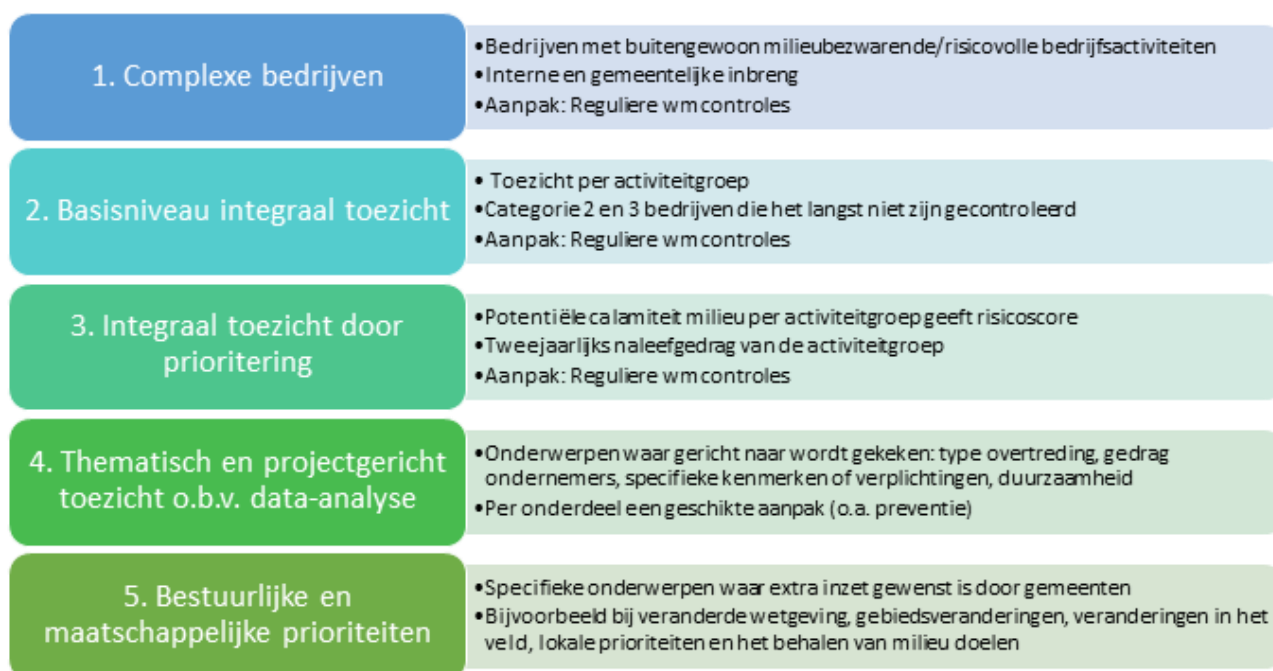 1. Complexe bedrijven
•Bedrijven met buitengewoon milieubezwarende/risicovolle bedrijfsactiviteiten
•Interne en gemeentelijke inbreng
•Aanpak: Reguliere wm controles
2. Basisniveau integraal toezicht
• Toezicht per activiteitgroep
•Categorie 2 en 3 bedrijven die het langst niet zijn gecontroleerd
•Aanpak: Reguliere wm controles
3. Integraal toezicht door
prioritering
•Potentiële calamiteit milieu per activiteitgroep geeft risicoscore
•Tweejaarlijks naleefgedrag van de activiteitgroep
•Aanpak: Reguliere wm controles
4. Thematisch en projectgericht
toezicht o.b.v. data-analyse
•Onderwerpen waar gericht naar wordt gekeken: type overtreding, gedrag
ondernemers, specifieke kenmerken of verplichtingen, duurzaamheid
•Per onderdeel een geschikte aanpak (o.a. preventie)
5. Bestuurlijke en
maatschappelijke prioriteiten
•Specifieke onderwerpen waar extra inzet gewenst is door gemeenten
•Bijvoorbeeld bij veranderde wetgeving, gebiedsveranderingen, veranderingen in het
veld, lokale prioriteiten en het behalen van milieu doelen